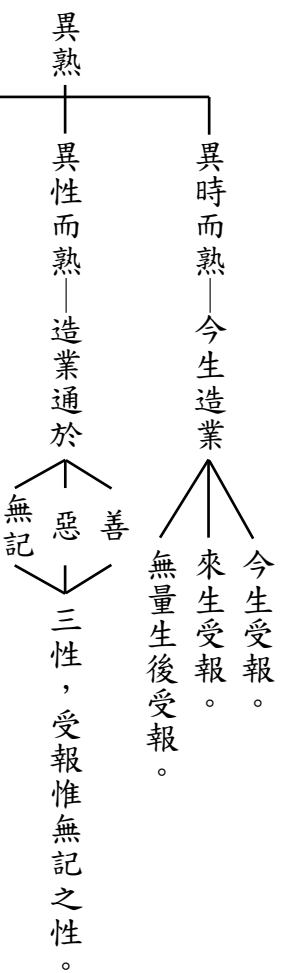 異熟
異時而熟—今生造業
今生受報。
來生受報。
無量生後受報。
異性而熟—造業通於
善
惡
無記
三性，受報惟無記之性。